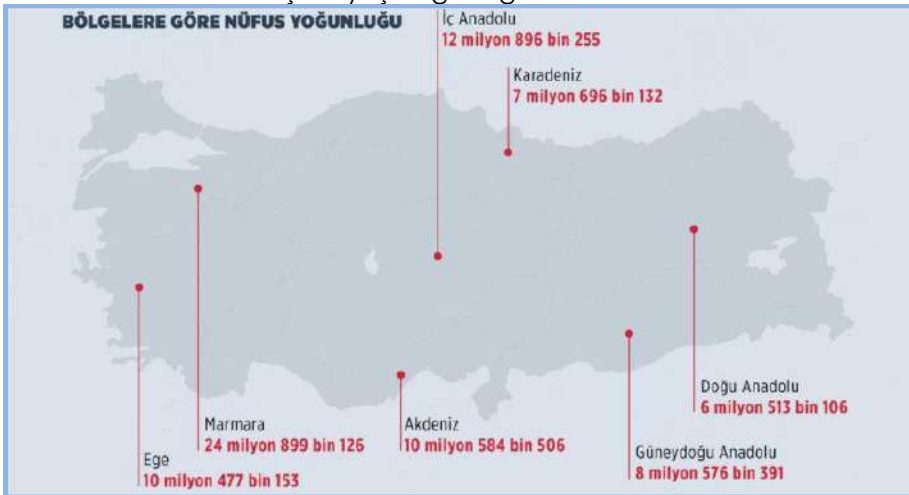 BÖLGELERE GÖRE NÜFUS YOĞUNLUĞU
İç Anadolu
12 milyon 896 bin 255
Karadeniz
7 milyon 696 bin 132
Doğu Anadolu
6 milyon 513 bin 106
Marmara
24 milyon 899 bin 126
Akdeniz
10 milyon 584 bin 506
Ege
10 milyon 477 bin 153
Güneydoğu Anadolu
8 milyon 576 bin 391